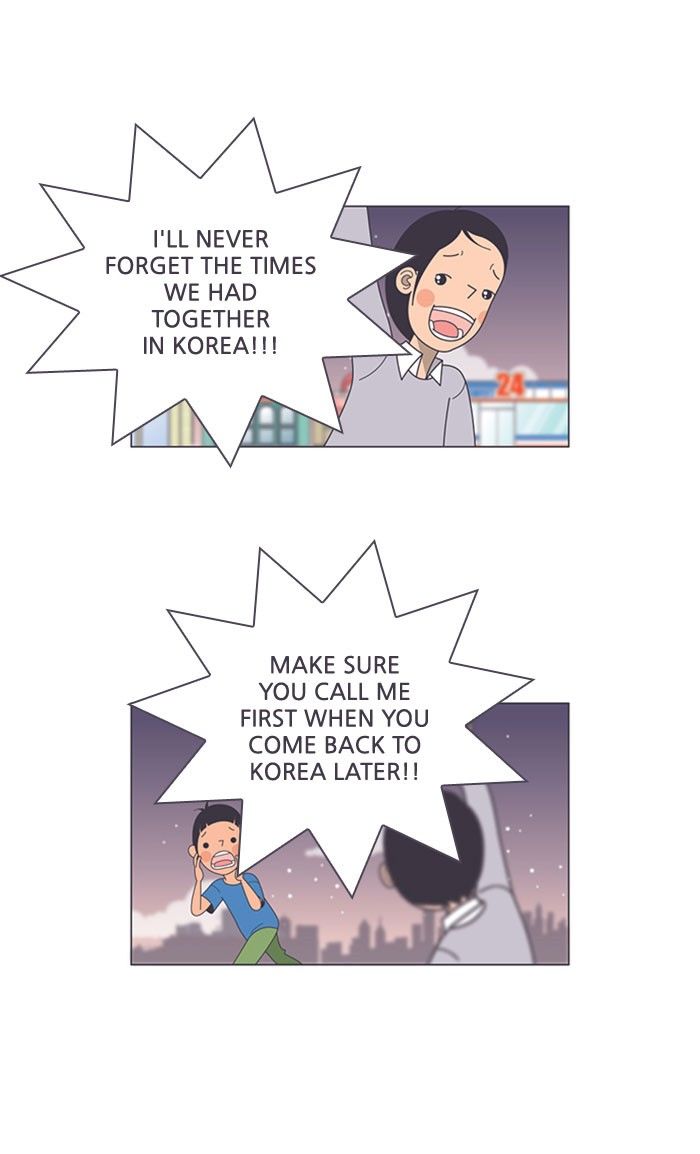 I'LL NEVER
FORGET THE TIMES
WE HAD
TOGETHER
IN KOREA!!!
24
MAKE SURE
YOU CALL ME
FIRST WHEN YOU
COME BACK TO
KOREA LATER!!